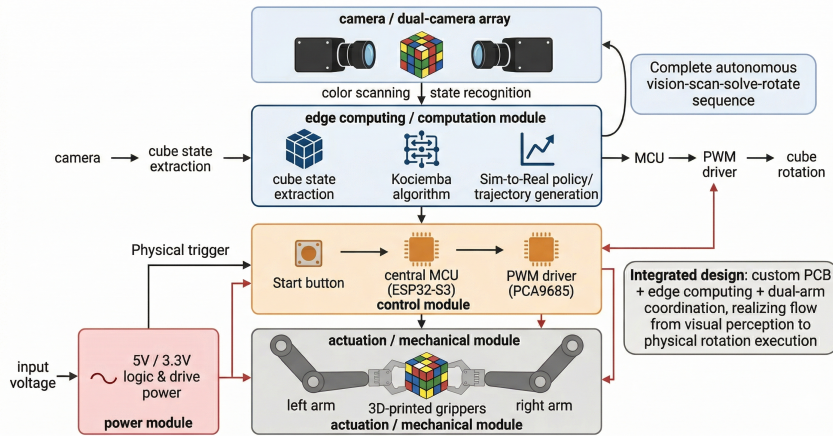 camera / dual-camera array
color scanning
state recognition
Complete autonomous
vision-scan-solve-rotate
sequence
edge computing / computation module
camera
cube state
extraction
cube state
extraction
Kociemba
algorithm
Sim-to-Real policy/
trajectory generation
MCU
PWM
driver
cube
rotation
Physical trigger
Start button
central MCU
(ESP32-S3)
PWM driver
(PCA9685)
control module
Integrated design: custom PCB
+ edge computing + dual-arm
coordination, realizing flow
from visual perception to
physical rotation execution
input
voltage
5V / 3.3V
logic & drive
power
power module
actuation / mechanical module
left arm
3D-printed grippers
right arm
actuation / mechanical module